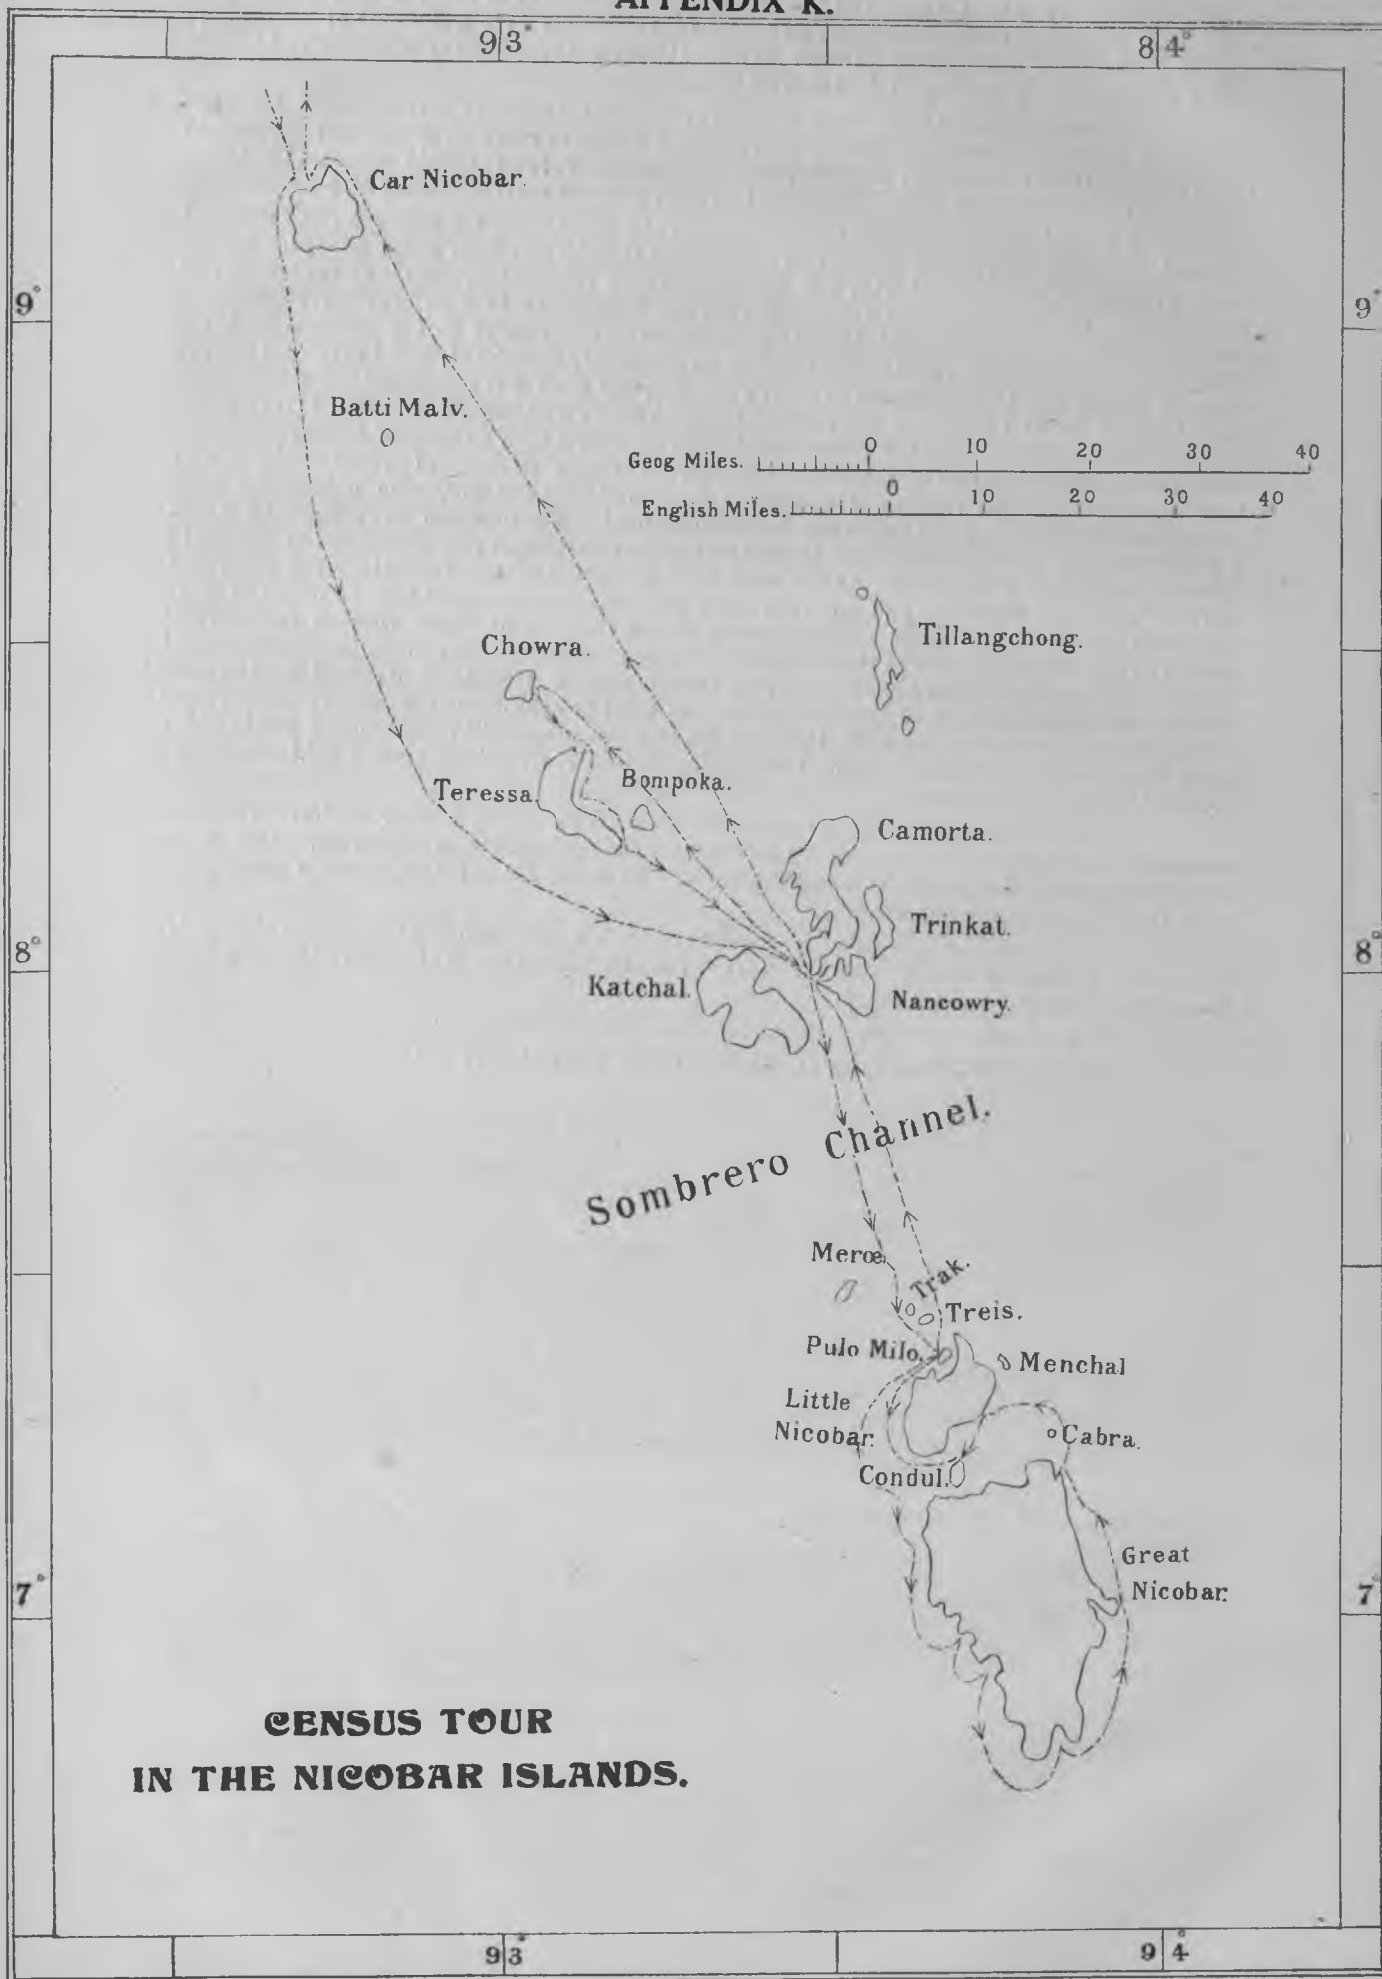 APPENDIX K.
93° 84°
Car Nicobar.
9° 9°
Batti Malv.
Geog Miles. 0 10 20 30 40
English Miles. 0 10 20 30 40
Chowra.
Tillangchong.
Teressa.
Bompoka.
Camorta.
Trinkat.
8° 8°
Katchal.
Nancowry.
Sombrero Channel.
Meroe.
Trak.
Treis.
Pulo Milo.
Menchal
Little
Nicobar.
Cabra.
Condul.
Great
Nicobar.
7° 7°
CENSUS TOUR
IN THE NICOBAR ISLANDS.
93° 94°